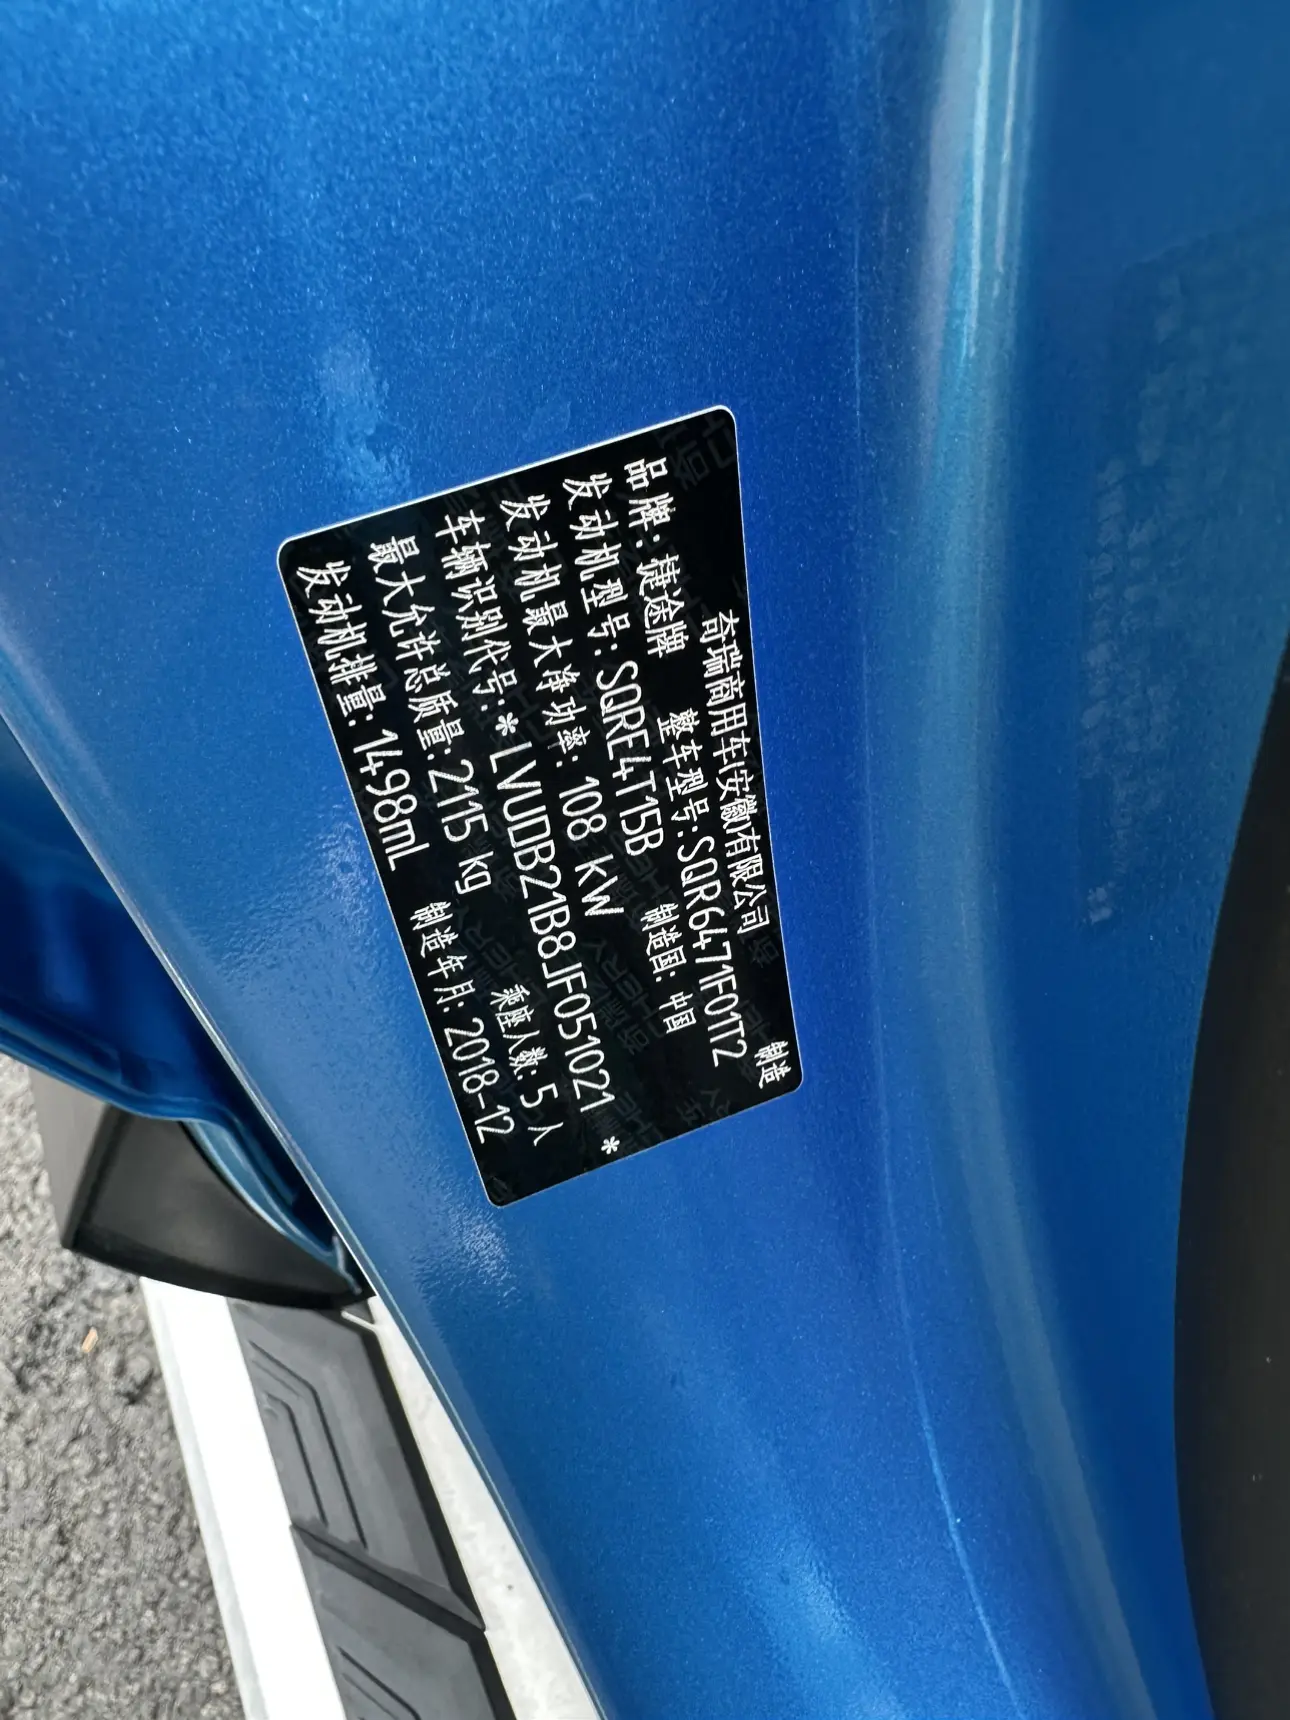 奇瑞商用车(安徽)有限公司 制造
品牌: 捷途牌 整车型号: SQR6471F01T2
发动机型号: SQRE4T15B 制造国: 中国
发动机最大净功率: 108 kW
车辆识别代号: *LVUDB21B8JF051021*
最大允许总质量: 2115 kg 乘座人数: 5 人
发动机排量: 1498mL 制造年月: 2018-12